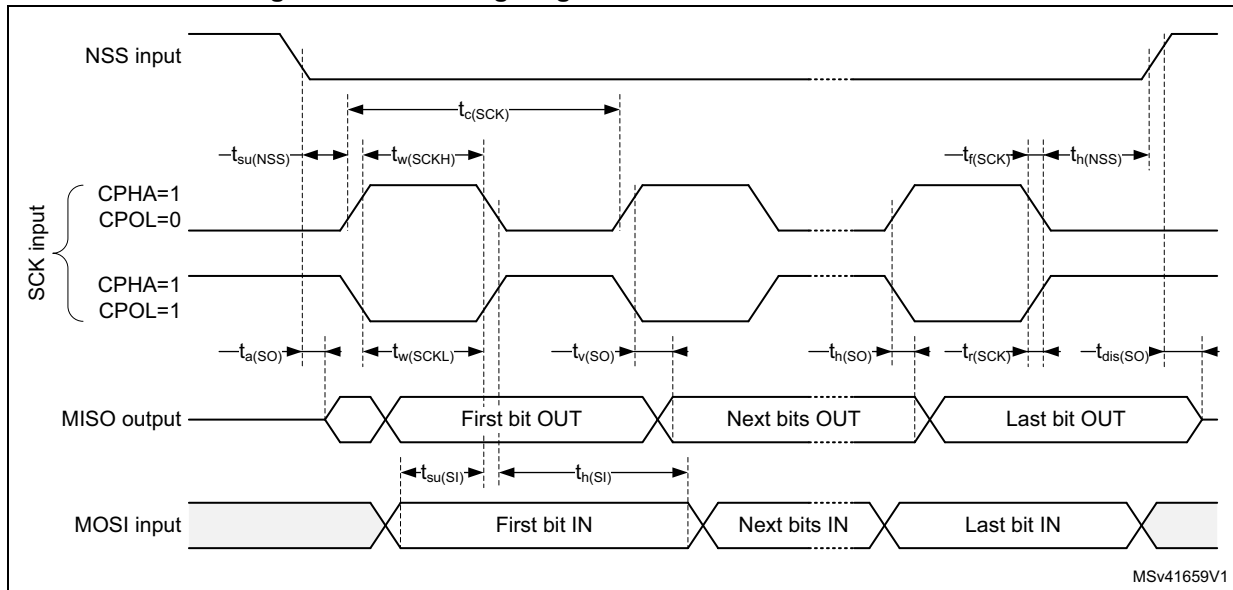 NSS input
tc(SCK)
tsu(NSS)
tw(SCKH)
tf(SCK)
th(NSS)
SCK input
CPHA=1
CPOL=0
CPHA=1
CPOL=1
ta(SO)
tw(SCKL)
tv(SO)
th(SO)
tr(SCK)
tdis(SO)
MISO output
First bit OUT
Next bits OUT
Last bit OUT
tsu(SI)
th(SI)
MOSI input
First bit IN
Next bits IN
Last bit IN
MSv41659V1